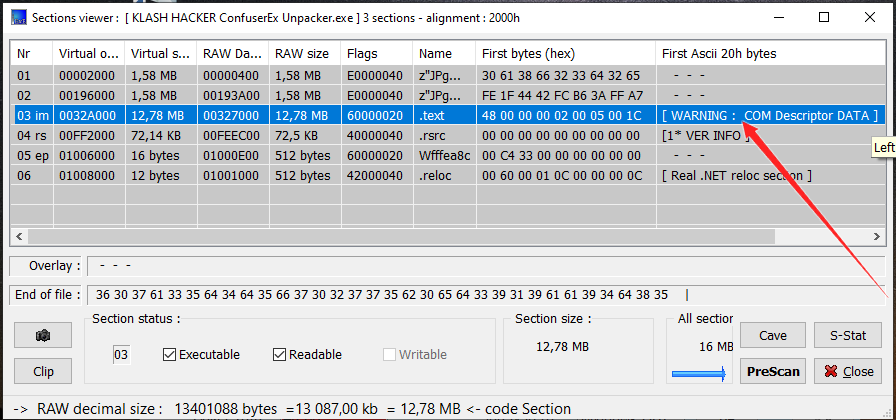 Sections viewer : [ KLASH HACKER ConfuserEx Unpacker.exe ] 3 sections - alignment : 2000h
Nr Virtual o... Virtual s... RAW Da... RAW size Flags Name First bytes (hex) First Ascii 20h bytes
01 00002000 1,58 MB 00000400 1,58 MB E0000040 z"JPg... 30 61 38 66 32 33 64 32 65 - - -
02 00196000 1,58 MB 00193A00 1,58 MB E0000040 z"JPg... FE 1F 44 42 FC B6 3A FF A7 - - -
03 im 0032A000 12,78 MB 00327000 12,78 MB 60000020 .text 48 00 00 00 02 00 05 00 1C [ WARNING : COM Descriptor DATA ]
04 rs 00FF2000 72,14 KB 00FEEC00 72,5 KB 40000040 .rsrc [1* VER INFO ]
Left
05 ep 01006000 16 bytes 01000E00 512 bytes 60000020 Wfffea8c 00 C4 33 00 00 00 00 00 00 - - -
06 01008000 12 bytes 01001000 512 bytes 42000040 .reloc 00 60 00 01 0C 00 00 00 0C [ Real .NET reloc section ]
Overlay : - - -
End of file : 36 30 37 61 33 35 64 34 64 35 66 37 30 32 37 37 35 62 30 65 64 33 39 31 39 61 61 39 34 64 38 35
Section status :
03 Executable Readable Writable
Section size :
12,78 MB
All section
16 MB
Cave S-Stat
Clip PreScan Close
-> RAW decimal size : 13401088 bytes =13 087,00 kb = 12,78 MB <- code Section